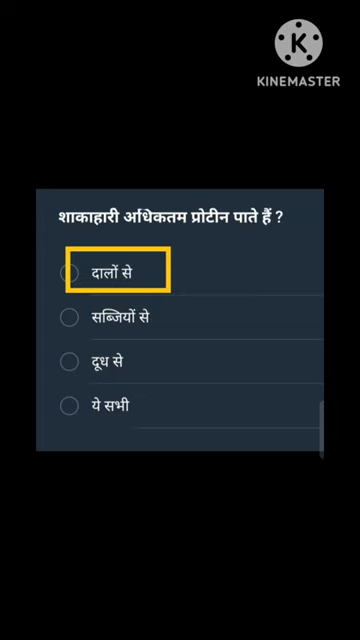 K
KINEMASTER
शाकाहारी अधिकतम प्रोटीन पाते हैं ?
दालों से
सब्जियों से
दूध से
ये सभी